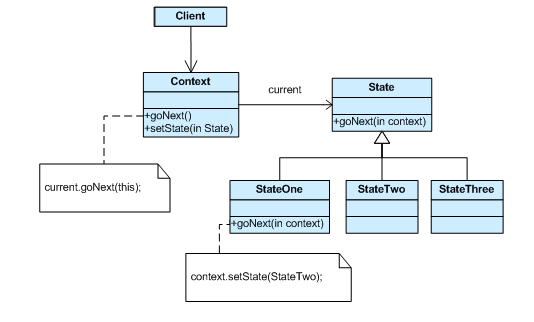 Client
Context
+goNext()
+setState(in State)
current
State
+goNext(in context)
current.goNext(this);
StateOne
+goNext(in context)
StateTwo
StateThree
context.setState(StateTwo);